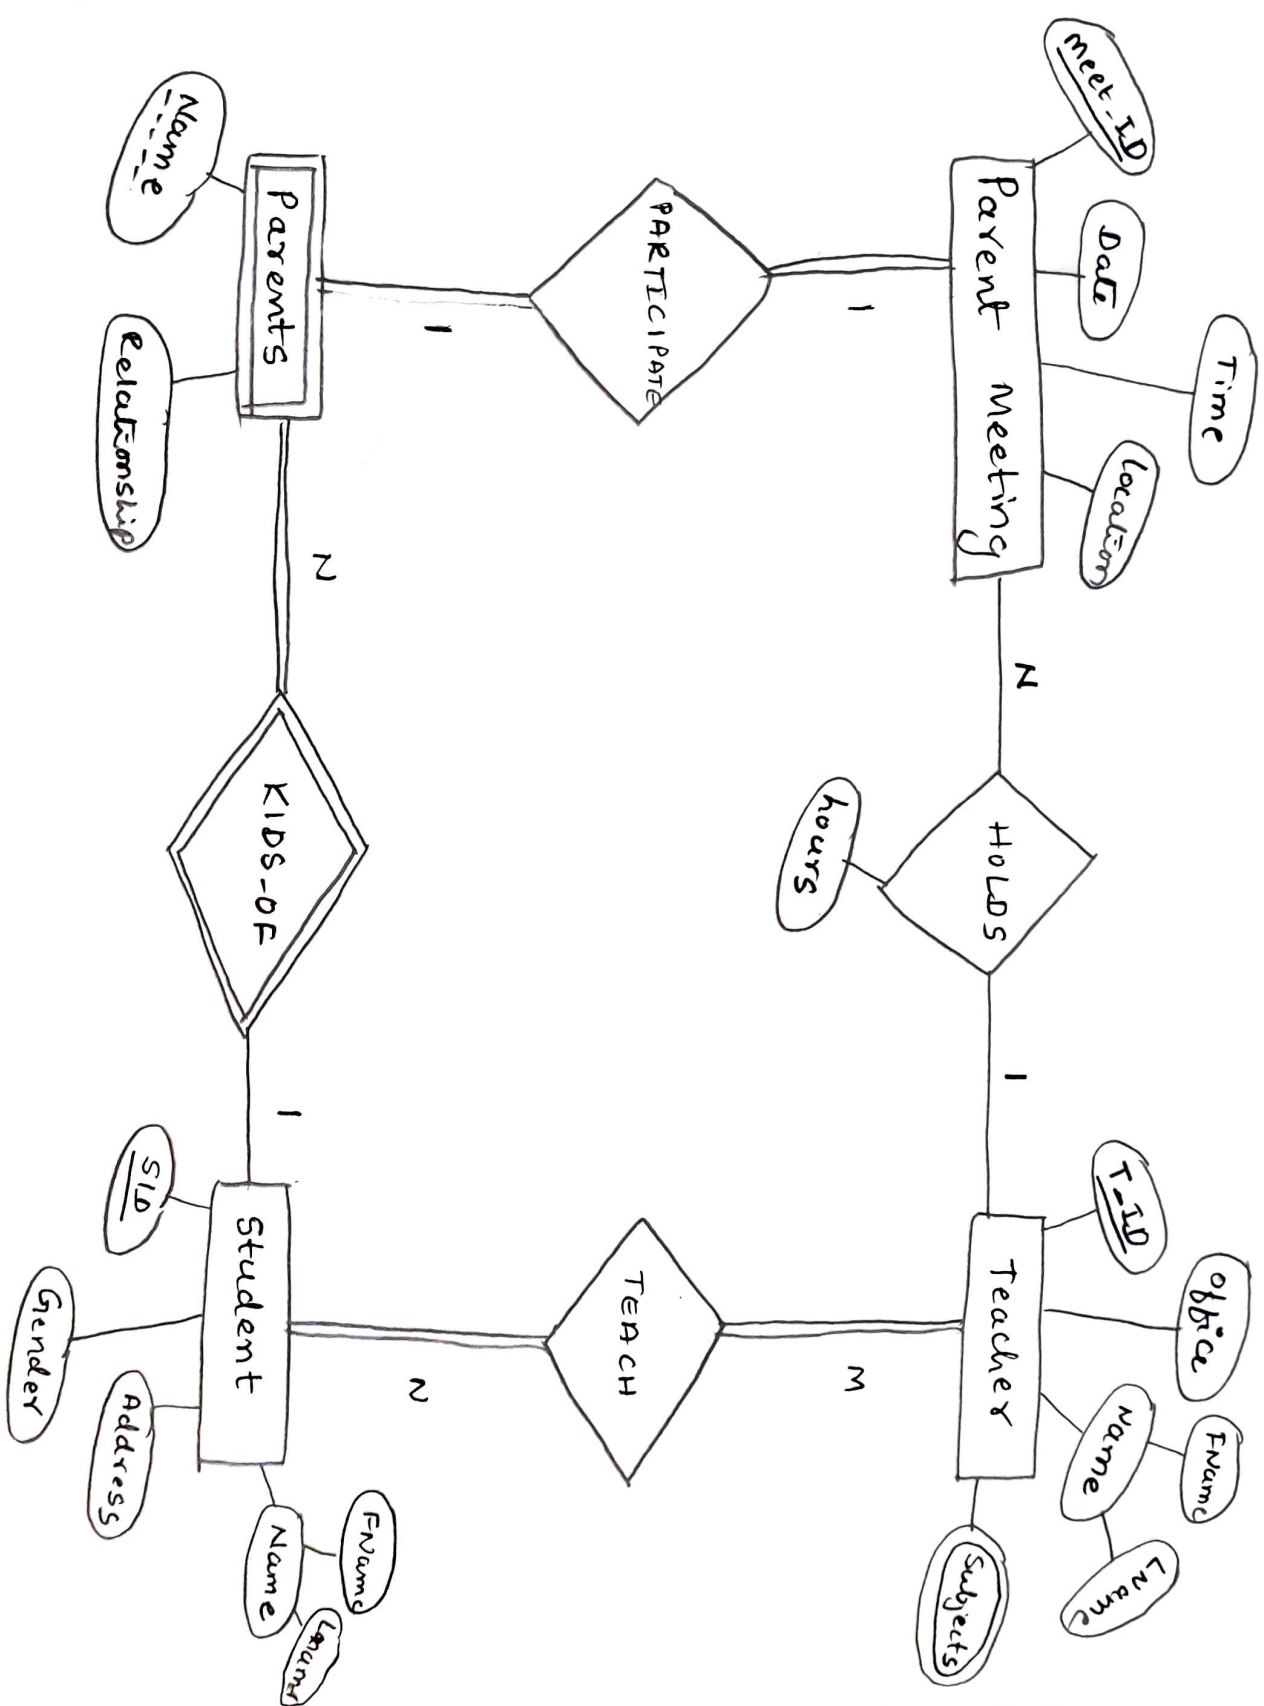 Meet_ID
Date
Time
Location
Parent Meeting
N
HOLDS
hours
1
T_ID
Office
Name
FName
LName
Teacher
Subjects
1
PARTICIPATE
1
M
TEACH
N
Name
Relationship
Parents
N
KIDS-OF
1
Student
SID
Gender
Address
Name
FName
Lname